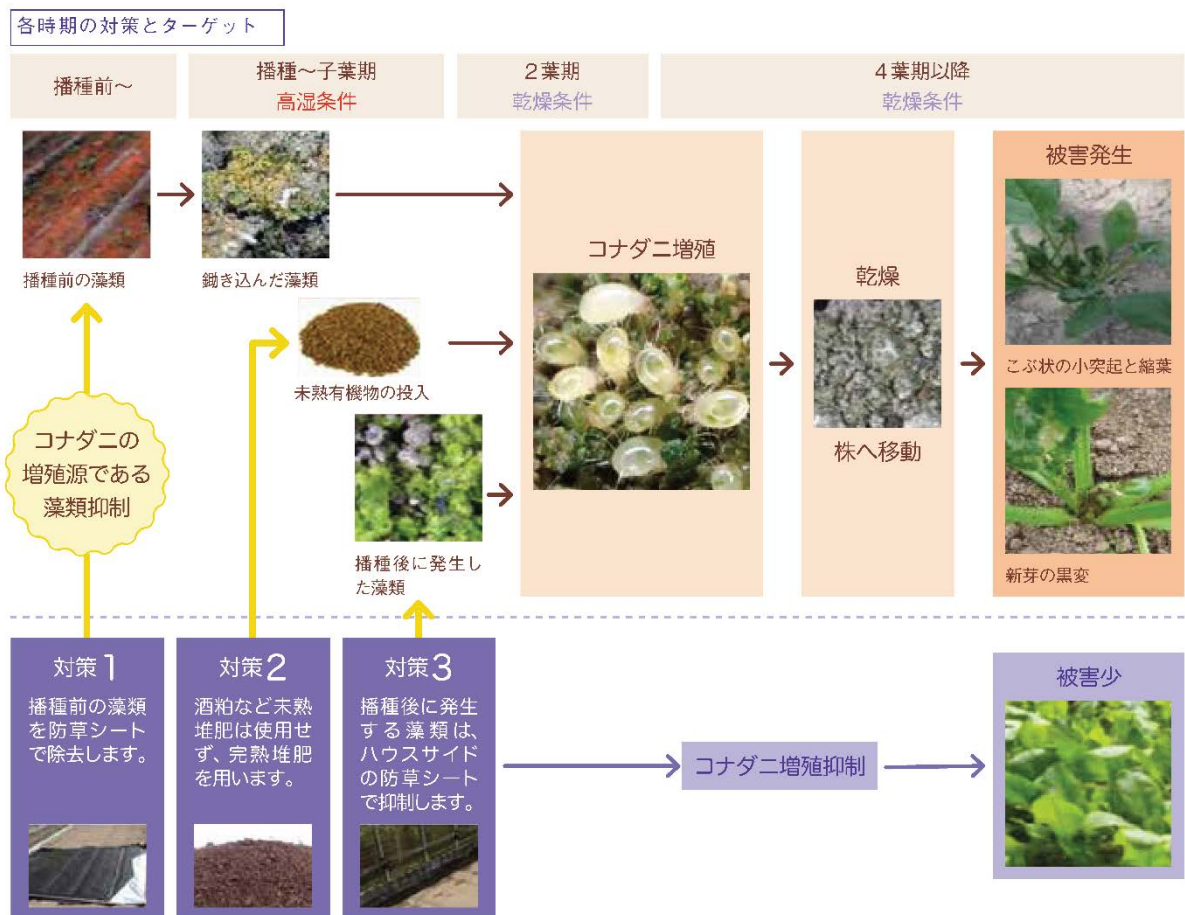 各時期の対策とターゲット
播種前〜
播種〜子葉期
高湿条件
2葉期
乾燥条件
4葉期以降
乾燥条件
播種前の藻類
鋤き込んだ藻類
未熟有機物の投入
播種後に発生し
た藻類
コナダニ増殖
乾燥
株へ移動
被害発生
こぶ状の小突起と縮葉
新芽の黒変
コナダニの
増殖源である
藻類抑制
対策1
播種前の藻類
を防草シート
で除去します。
対策2
酒粕など未熟
堆肥は使用せ
ず、完熟堆肥
を用います。
対策3
播種後に発生
する藻類は、
ハウスサイド
の防草シート
で抑制します。
コナダニ増殖抑制
被害少